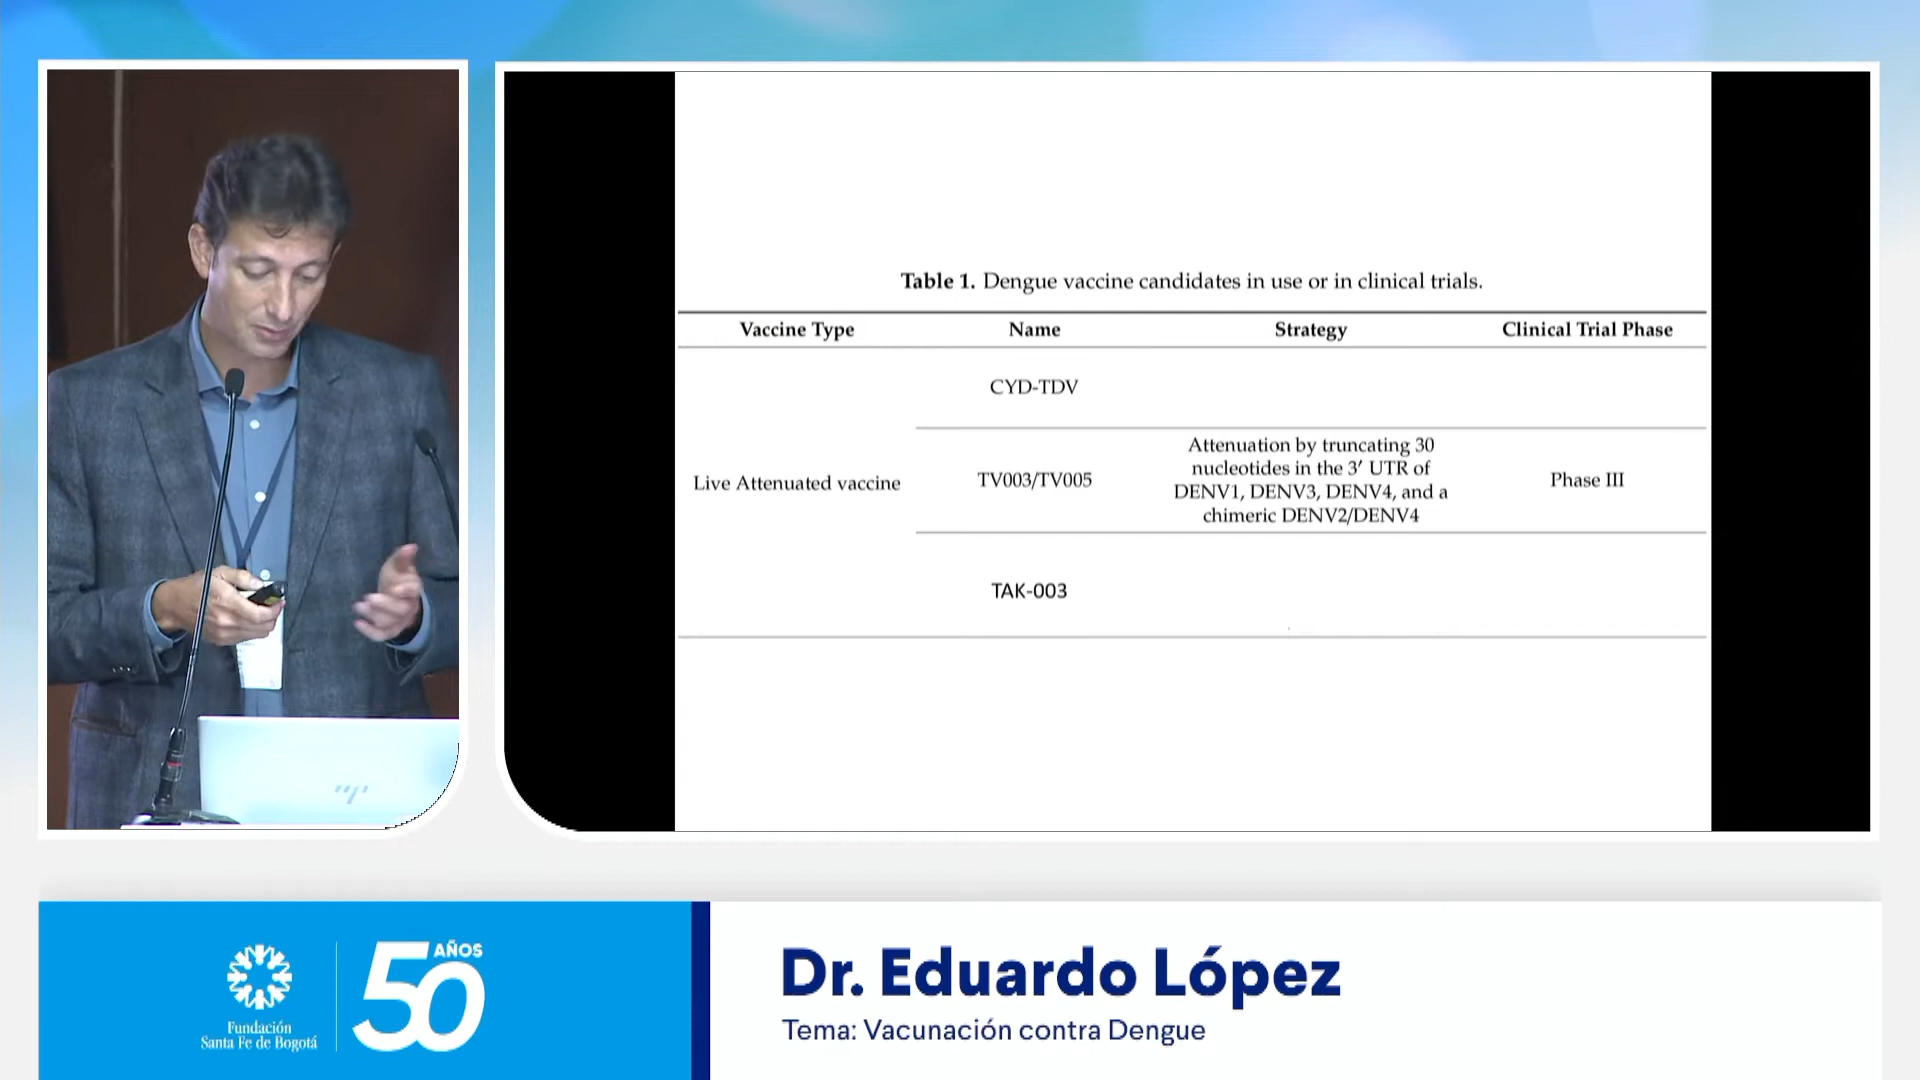 Table 1. Dengue vaccine candidates in use or in clinical trials.
Vaccine Type Name Strategy Clinical Trial Phase
CYD-TDV
Live Attenuated vaccine
TV003/TV005
Attenuation by truncating 30
nucleotides in the 3′ UTR of
DENV1, DENV3, DENV4, and a
chimeric DENV2/DENV4
Phase III
TAK-003
Fundación
Santa Fe de Bogotá
50 AÑOS
Dr. Eduardo López
Tema: Vacunación contra Dengue